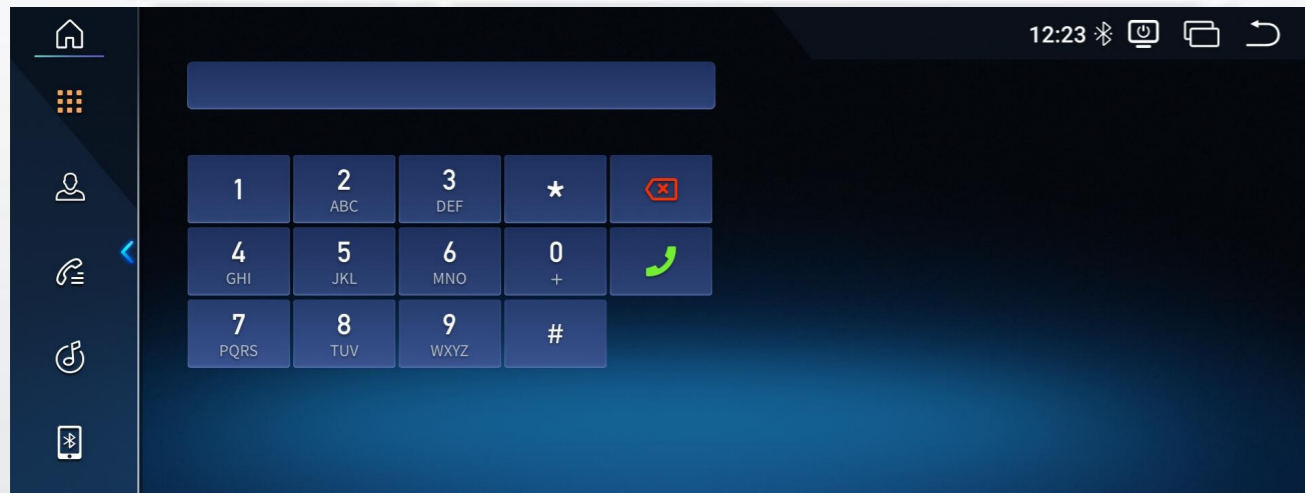 12:23
1 2 3 *
ABC DEF
4 5 6 0
GHI JKL MNO +
7 8 9 #
PQRS TUV WXYZ